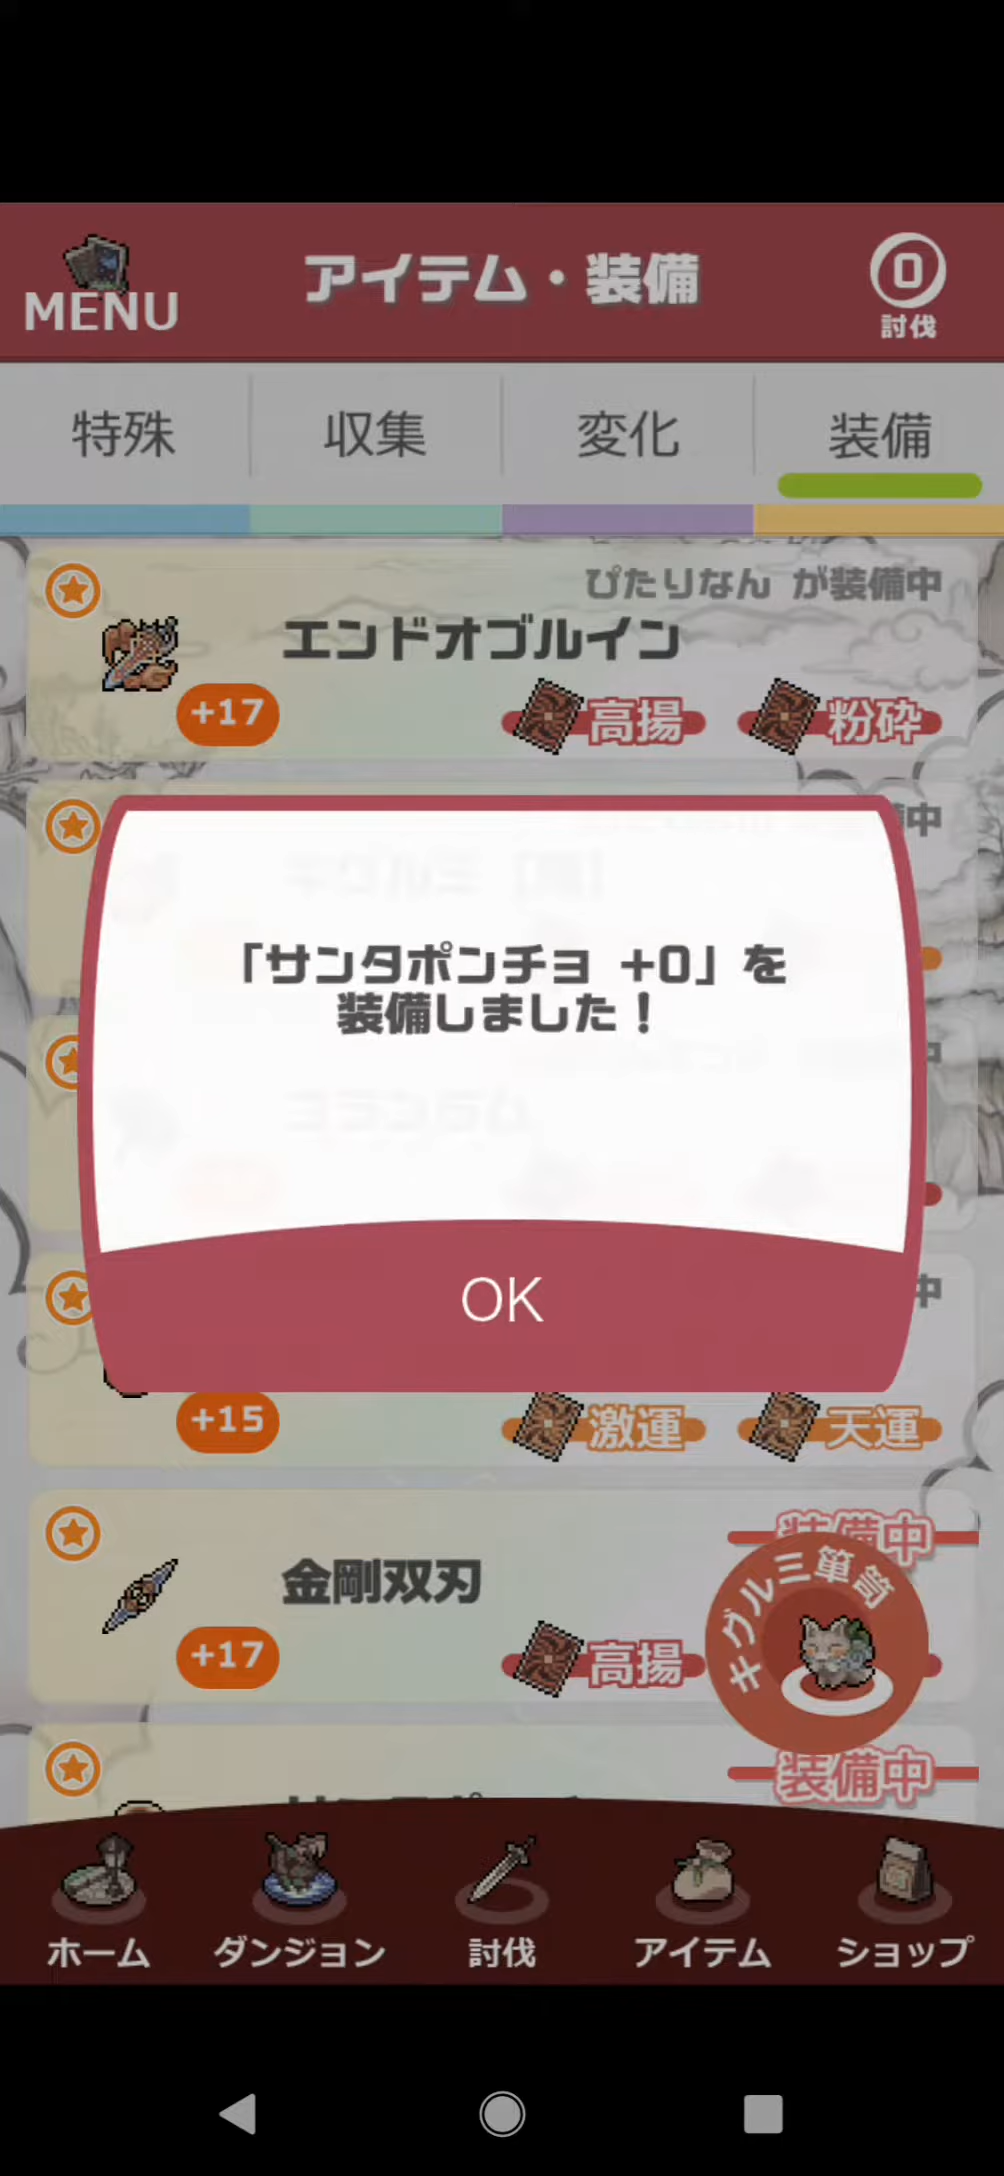 MENU
アイテム・装備
0
討伐
特殊
収集
変化
装備
ぴたりなん が装備中
エンドオブルイン
+17
高揚
粉砕
中
「サンタポンチョ +0」を
装備しました！
OK
中
+15
激運
天運
装備中
金剛双刃
+17
高揚
キグル三箪笥
装備中
ホーム
ダンジョン
討伐
アイテム
ショップ